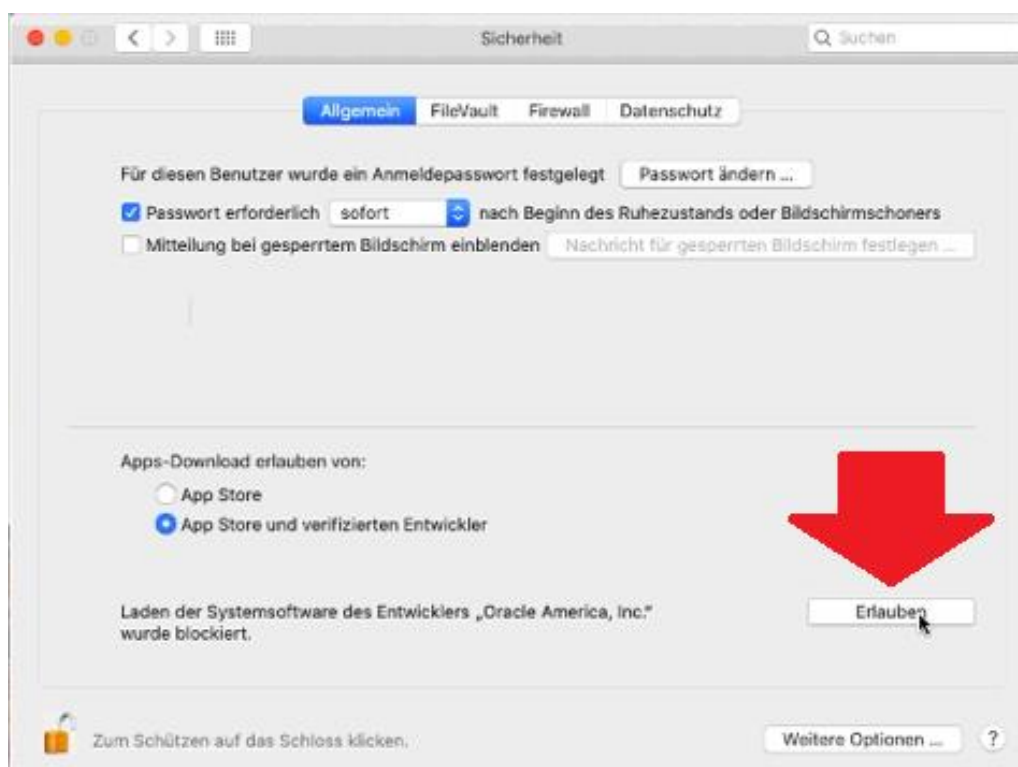 Sicherheit
Suchen
Allgemein FileVault Firewall Datenschutz
Für diesen Benutzer wurde ein Anmeldepasswort festgelegt Passwort ändern ...
Passwort erforderlich sofort nach Beginn des Ruhezustands oder Bildschirmschoners
Mitteilung bei gesperrtem Bildschirm einblenden Nachricht für gesperrten Bildschirm festlegen ...
Apps-Download erlauben von:
App Store
App Store und verifizierten Entwickler
Laden der Systemsoftware des Entwicklers „Oracle America, Inc.“
wurde blockiert.
Erlauben
Zum Schützen auf das Schloss klicken.
Weitere Optionen ... ?